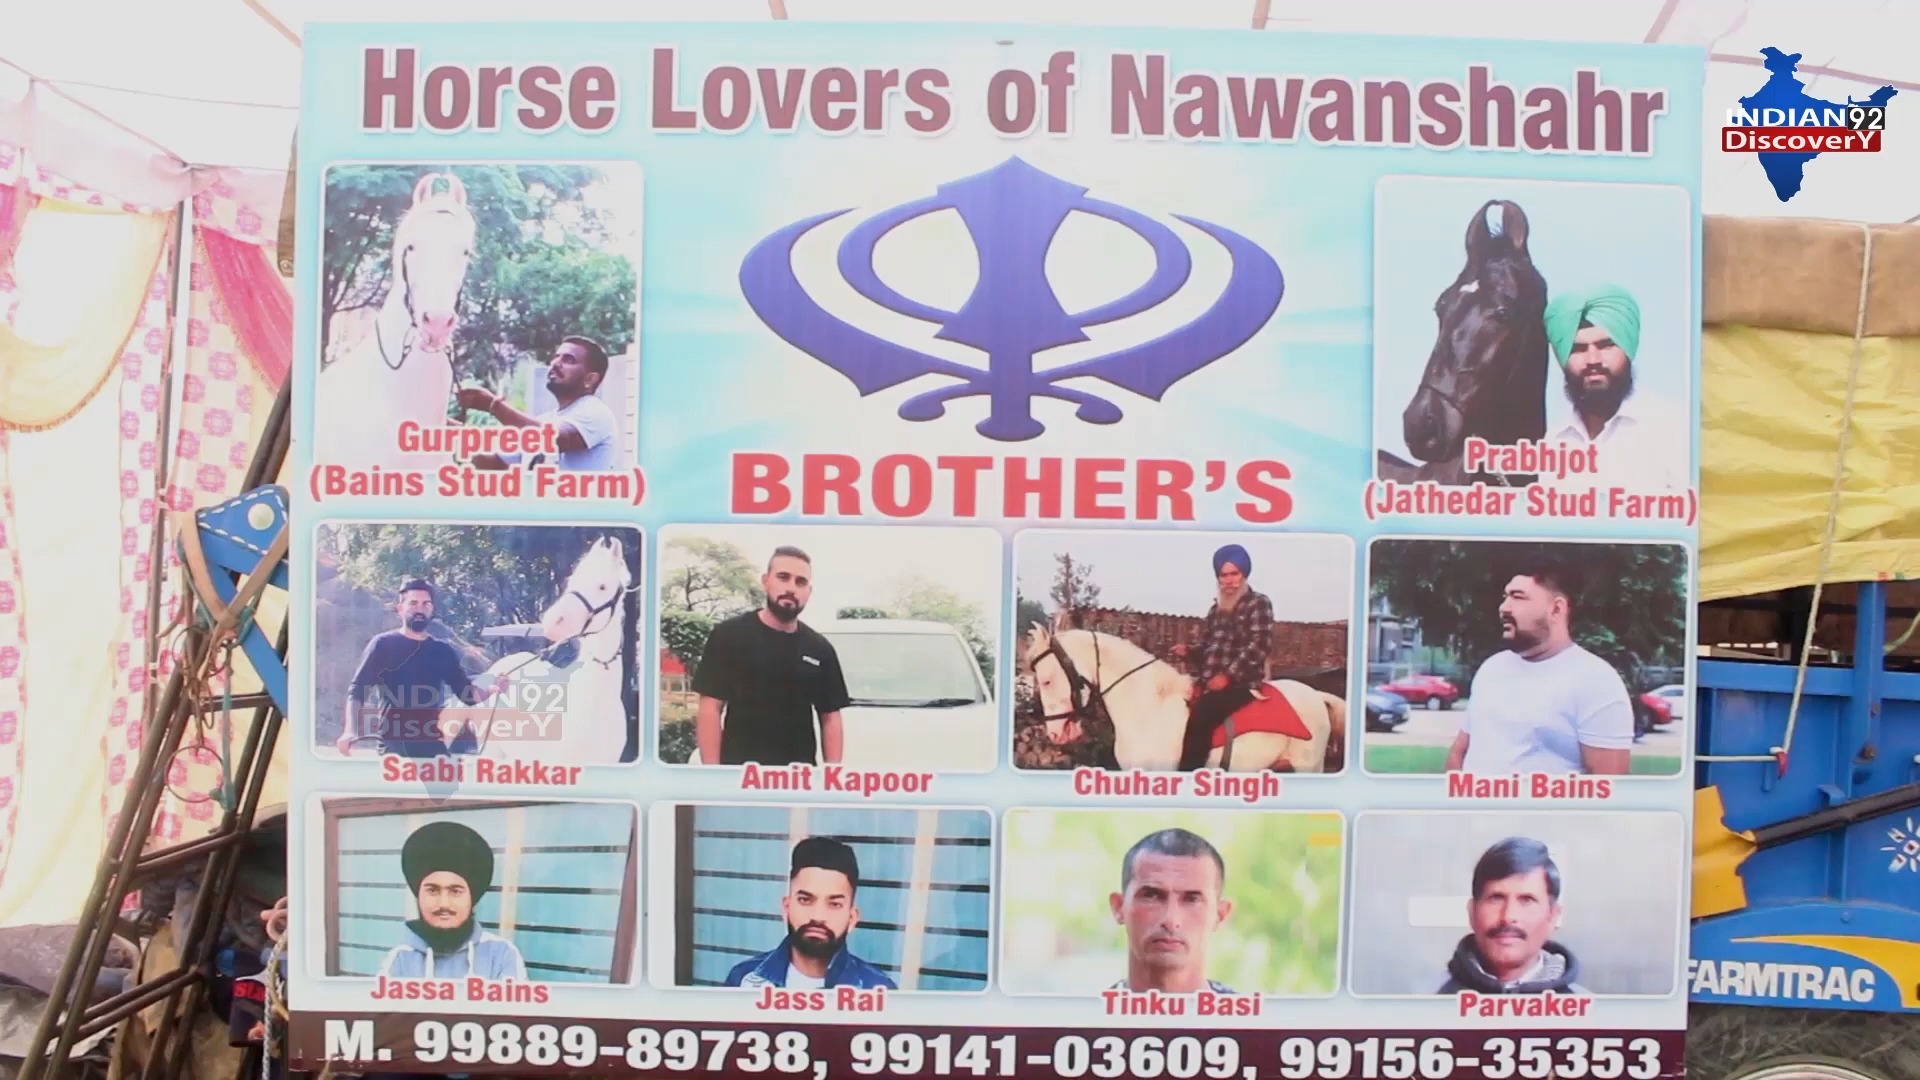 Horse Lovers of Nawanshahr
INDIAN92
DiscoverY
Gurpreet
(Bains Stud Farm)
BROTHER'S
Prabhjot
(Jathedar Stud Farm)
INDIAN92
DiscoverY
Saabi Rakkar
Amit Kapoor
Chuhar Singh
Mani Bains
Jassa Bains
Jass Rai
Tinku Basi
Parvaker
FARMTRAC
M. 99889-89738, 99141-03609, 99156-35353